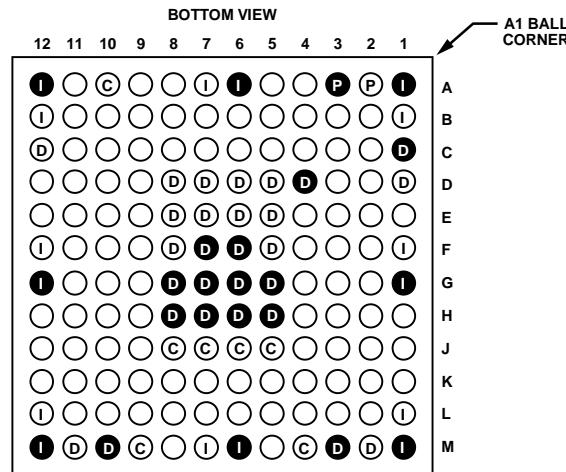 BOTTOM VIEW
A1 BALL
CORNER
12 11 10 9 8 7 6 5 4 3 2 1
I C I I P P I A
I I B
D D C
D D D D D D D
D D D D E
I D D D D I F
I D D D D I G
D D D D H
C C C C J
K
I I L
I D D C I I C D D I M